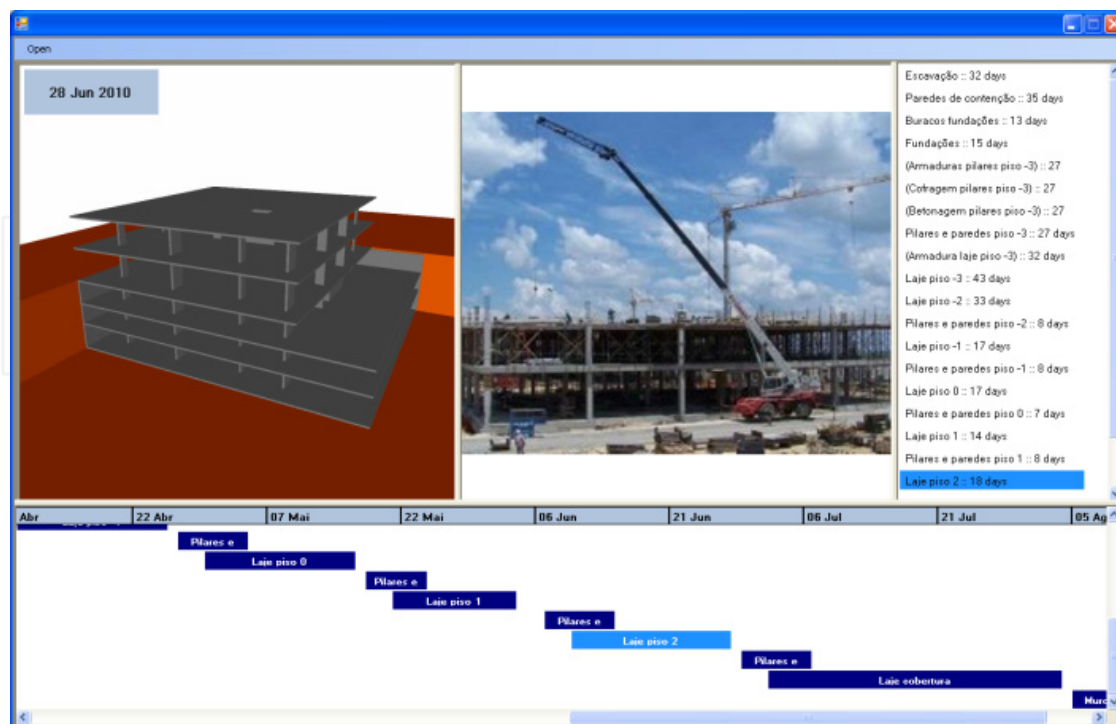 Open
28 Jun 2010
Escavação :: 32 days
Paredes de contenção :: 35 days
Buracos fundações :: 13 days
Fundações :: 15 days
(Armaduras pilares piso -3) :: 27
(Cofragem pilares piso -3) :: 27
(Betonagem pilares piso -3) :: 27
Pilares e paredes piso -3 :: 27 days
(Armadura laje piso -3) :: 32 days
Laje piso -3 :: 43 days
Laje piso -2 :: 33 days
Pilares e paredes piso -2 :: 8 days
Laje piso -1 :: 17 days
Pilares e paredes piso -1 :: 8 days
Laje piso 0 :: 17 days
Pilares e paredes piso 0 :: 7 days
Laje piso 1 :: 14 days
Pilares e paredes piso 1 :: 8 days
Laje piso 2 :: 18 days
Abr 22 Abr 07 Mai 22 Mai 06 Jun 21 Jun 06 Jul 21 Jul 05 Ag
Laje piso
Pilares e
Laje piso 0
Pilares e
Laje piso 1
Pilares e
Laje piso 2
Pilares e
Laje cobertura
Muro